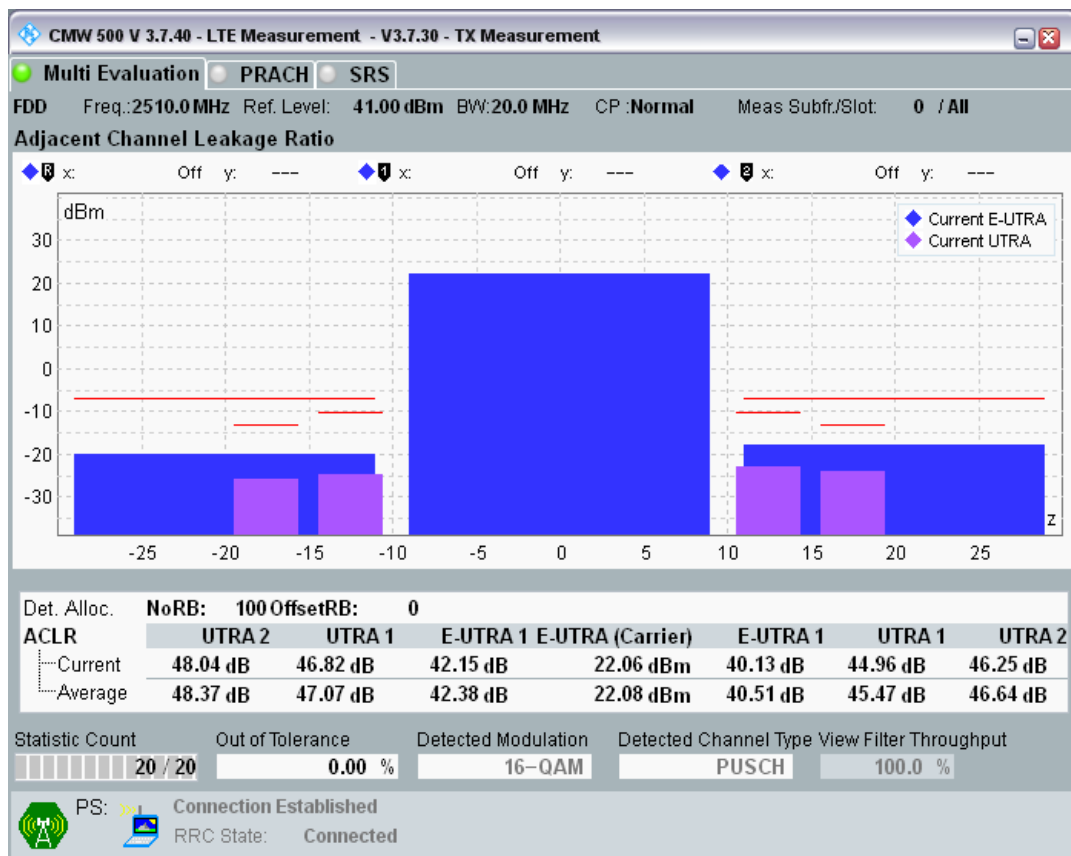 CMW 500 V 3.7.40 - LTE Measurement - V3.7.30 - TX Measurement
Multi Evaluation PRACH SRS
FDD Freq.:2510.0 MHz Ref. Level: 41.00 dBm BW:20.0 MHz CP :Normal Meas Subfr./Slot: 0 / All
Adjacent Channel Leakage Ratio
R x: Off y: --- 1 x: Off y: --- 2 x: Off y: ---
dBm
Current E-UTRA
Current UTRA
30
20
10
0
-10
-20
-30
z
-25 -20 -15 -10 -5 0 5 10 15 20 25
Det. Alloc. NoRB: 100 OffsetRB: 0
ACLR UTRA 2 UTRA 1 E-UTRA 1 E-UTRA (Carrier) E-UTRA 1 UTRA 1 UTRA 2
Current 48.04 dB 46.82 dB 42.15 dB 22.06 dBm 40.13 dB 44.96 dB 46.25 dB
Average 48.37 dB 47.07 dB 42.38 dB 22.08 dBm 40.51 dB 45.47 dB 46.64 dB
Statistic Count Out of Tolerance Detected Modulation Detected Channel Type View Filter Throughput
20 / 20 0.00 % 16-QAM PUSCH 100.0 %
PS: Connection Established
RRC State: Connected